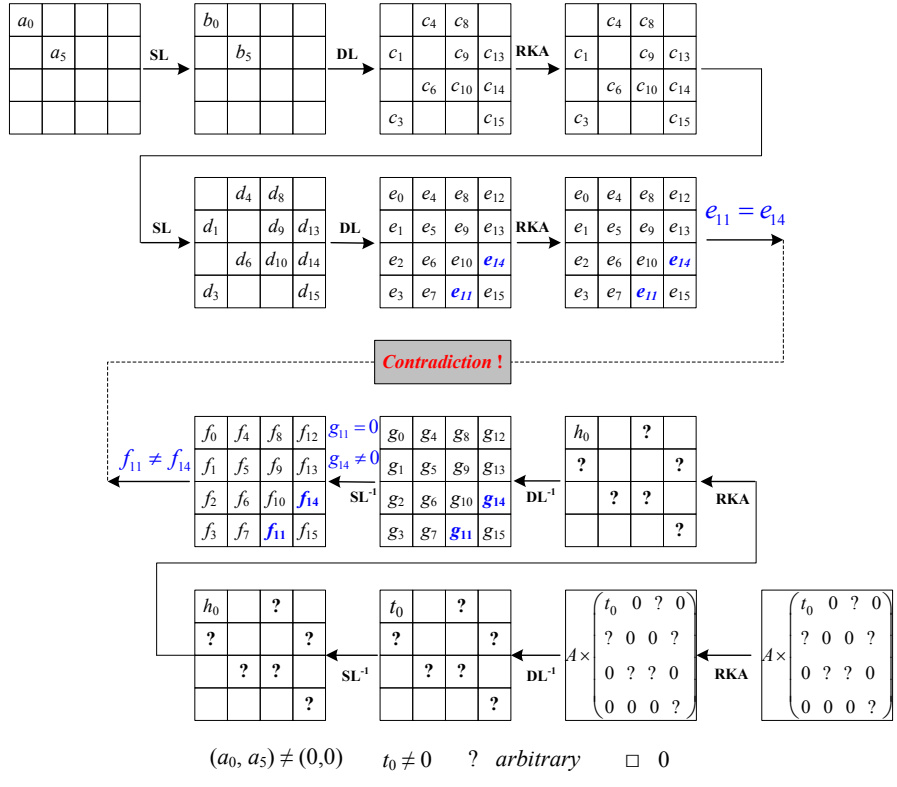 a0 b0 c4 c8 c4 c8
a5 SL b5 DL c1 c9 c13 RKA c1 c9 c13
c6 c10 c14 c6 c10 c14
c3 c15 c3 c15
d4 d8 e0 e4 e8 e12 e0 e4 e8 e12 e11 = e14
SL d1 d9 d13 DL e1 e5 e9 e13 RKA e1 e5 e9 e13
d6 d10 d14 e2 e6 e10 e14 e2 e6 e10 e14
d3 d15 e3 e7 e11 e15 e3 e7 e11 e15
Contradiction !
f0 f4 f8 f12 g11 = 0 g0 g4 g8 g12 h0 ?
f11 ≠ f14 f1 f5 f9 f13 g14 ≠ 0 g1 g5 g9 g13 ? ?
f2 f6 f10 f14 SL-1 g2 g6 g10 g14 DL-1 ? ? RKA
f3 f7 f11 f15 g3 g7 g11 g15 ?
h0 ? t0 ? t0 0 ? 0 t0 0 ? 0
? ? ? ? ? 0 0 ? ? 0 0 ?
? ? SL-1 ? ? DL-1 A× 0 ? ? 0 RKA A× 0 ? ? 0
? ? 0 0 0 ? 0 0 0 ?
(a0, a5) ≠ (0,0) t0 ≠ 0 ? arbitrary □ 0